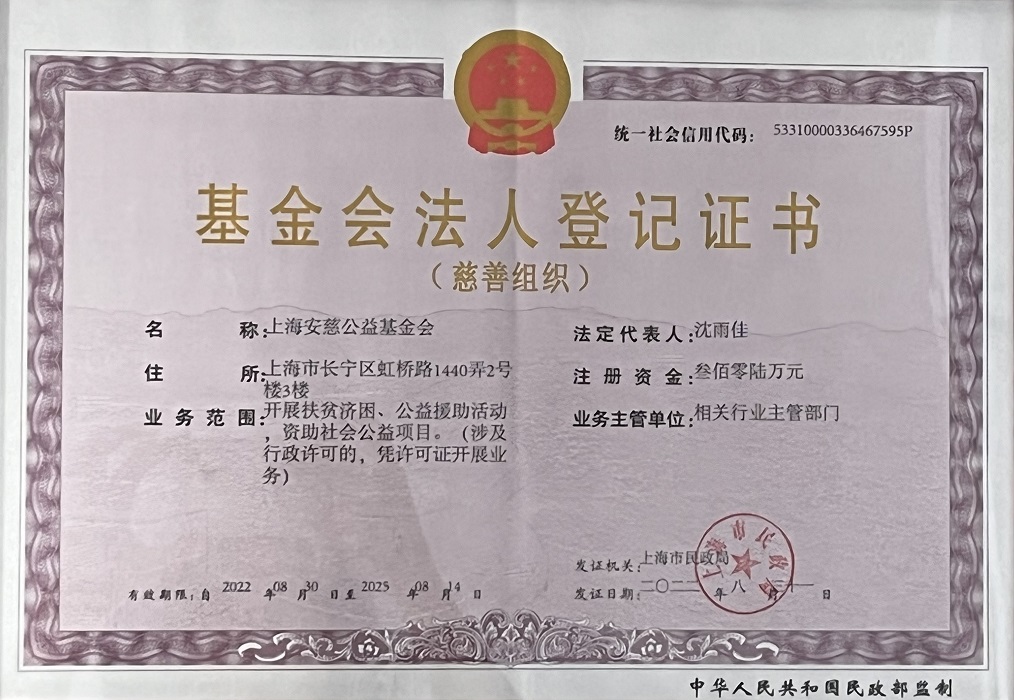 统一社会信用代码: 53310000336467595P
基金会法人登记证书
（慈善组织）
名称: 上海安慈公益基金会
法定代表人: 沈雨佳
住所: 上海市长宁区虹桥路1440弄2号
楼3楼
注册资金: 叁佰零陆万元
业务范围: 开展扶贫济困、公益援助活动
，资助社会公益项目。（涉及
行政许可的，凭许可证开展业
务）
业务主管单位: 相关行业主管部门
发证机关: 上海市民政局
发证日期: 二〇二二年八月 日
有效期限: 自 2022 年 08 月 30 日至 2025 年 08 月 14 日
中华人民共和国民政部监制